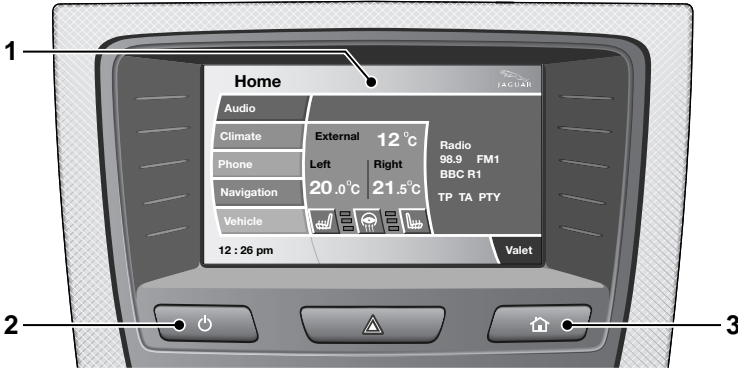 1
Home
JAGUAR
Audio
Climate
Phone
Navigation
Vehicle
External 12 °C
Left Right
20.0°C 21.5°C
Radio
98.9 FM1
BBC R1
TP TA PTY
12 : 26 pm
Valet
2
3